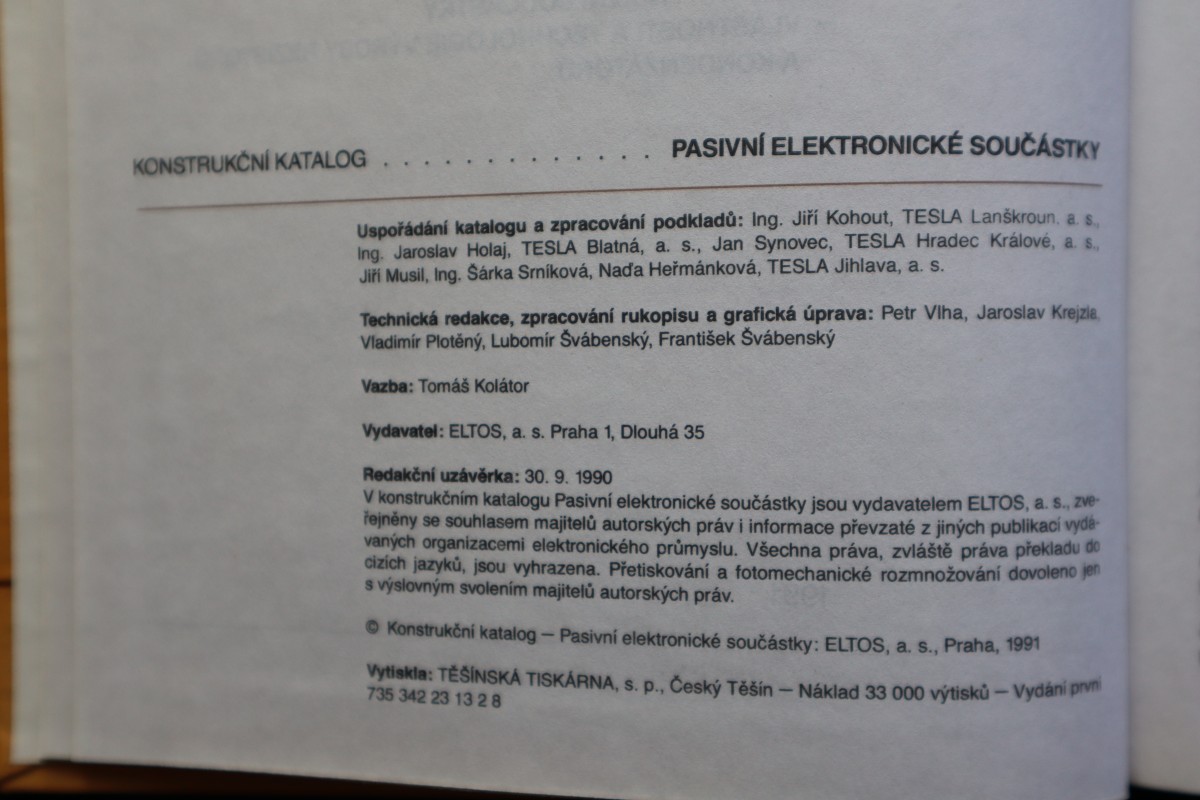 KONSTRUKČNÍ KATALOG . . . . . . . . . . . . . PASIVNÍ ELEKTRONICKÉ SOUČÁSTKY
Uspořádání katalogu a zpracování podkladů: Ing. Jiří Kohout, TESLA Lanškroun. a. s.,
Ing. Jaroslav Holaj, TESLA Blatná, a. s., Jan Synovec, TESLA Hradec Králové, a. s.,
Jiří Musil, Ing. Šárka Srníková, Naďa Heřmánková, TESLA Jihlava, a. s.
Technická redakce, zpracování rukopisu a grafická úprava: Petr Vlha, Jaroslav Krejzla,
Vladimír Plotěný, Lubomír Švábenský, František Švábenský
Vazba: Tomáš Kolátor
Vydavatel: ELTOS, a. s. Praha 1, Dlouhá 35
Redakční uzávěrka: 30. 9. 1990
V konstrukčním katalogu Pasivní elektronické součástky jsou vydavatelem ELTOS, a. s., zve-
řejněny se souhlasem majitelů autorských práv i informace převzaté z jiných publikací vydá-
vaných organizacemi elektronického průmyslu. Všechna práva, zvláště práva překladu do
cizích jazyků, jsou vyhrazena. Přetiskování a fotomechanické rozmnožování dovoleno jen
s výslovným svolením majitelů autorských práv.
© Konstrukční katalog – Pasivní elektronické součástky: ELTOS, a. s., Praha, 1991
Vytiskla: TĚŠÍNSKÁ TISKÁRNA, s. p., Český Těšín – Náklad 33 000 výtisků – Vydání první
735 342 23 13 2 8